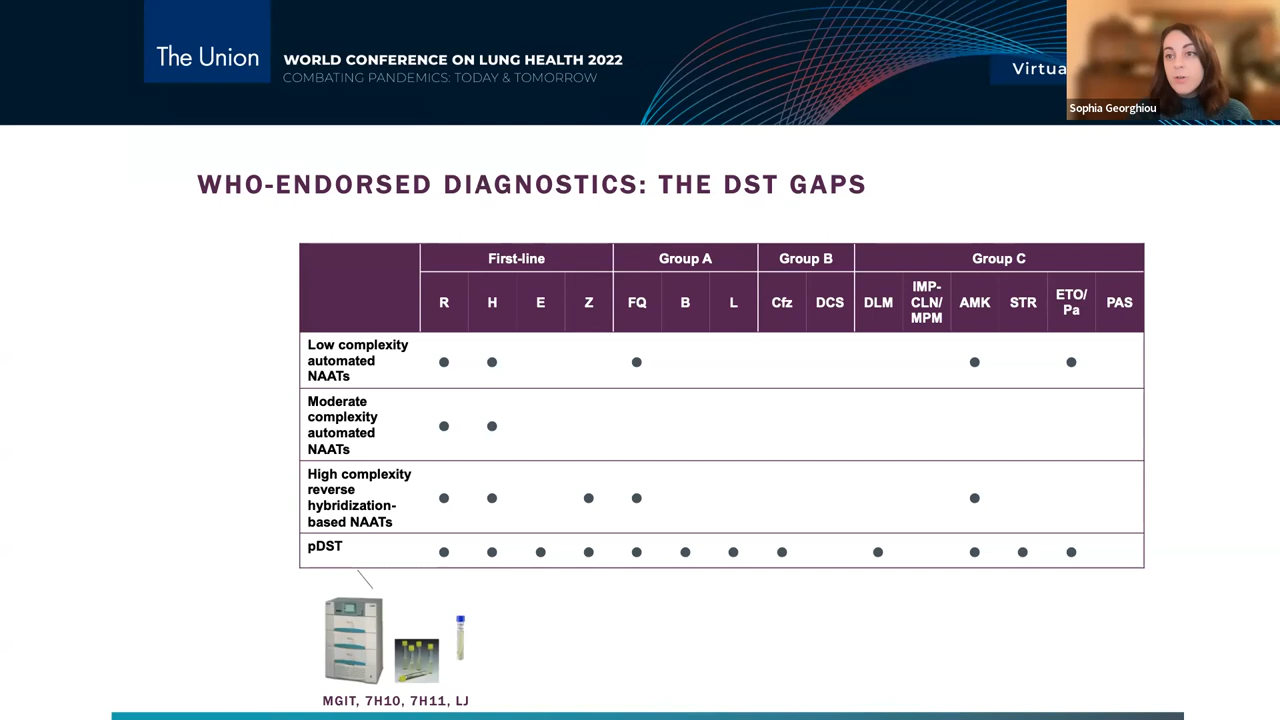 The Union
WORLD CONFERENCE ON LUNG HEALTH 2022
COMBATING PANDEMICS: TODAY & TOMORROW
Virtua
Sophia Georghiou
WHO-ENDORSED DIAGNOSTICS: THE DST GAPS
First-line Group A Group B Group C
R H E Z FQ B L Cfz DCS DLM IMP-CLN/MPM AMK STR ETO/Pa PAS
Low complexity
automated
NAATs
● ● ● ● ●
Moderate
complexity
automated
NAATs
● ●
High complexity
reverse
hybridization-
based NAATs
● ● ● ● ●
pDST
● ● ● ● ● ● ● ● ● ● ● ●
MGIT, 7H10, 7H11, LJ